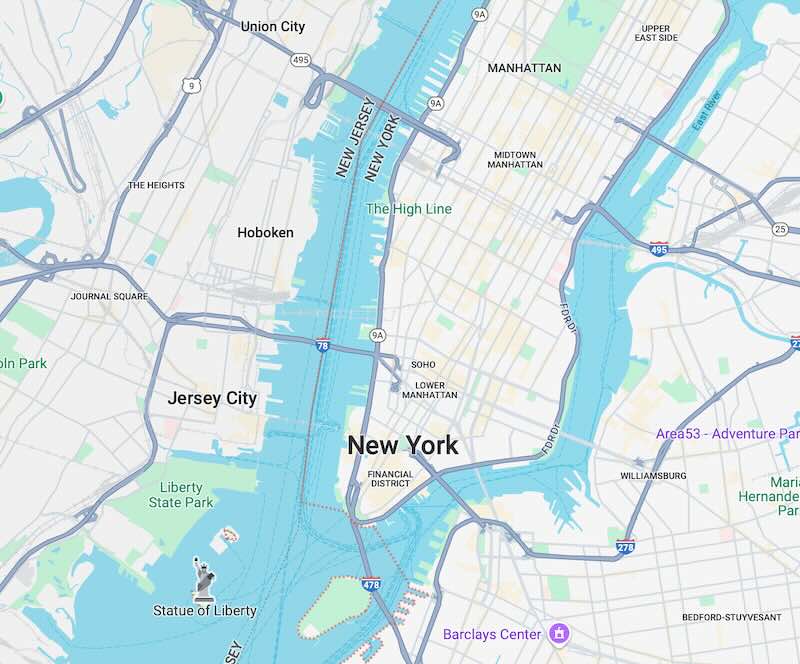 9A
Union City
UPPER
EAST SIDE
495
MANHATTAN
9
9A
NEW JERSEY
NEW YORK
East River
MIDTOWN
MANHATTAN
THE HEIGHTS
The High Line
Hoboken
25
495
JOURNAL SQUARE
FDR Dr
9A
78
oln Park
SOHO
LOWER
MANHATTAN
Jersey City
New York
FDR Dr
Area53 - Adventure Par
FINANCIAL
DISTRICT
WILLIAMSBURG
Liberty
State Park
Maria
Hernande
Par
278
478
Statue of Liberty
BEDFORD-STUYVESANT
Barclays Center